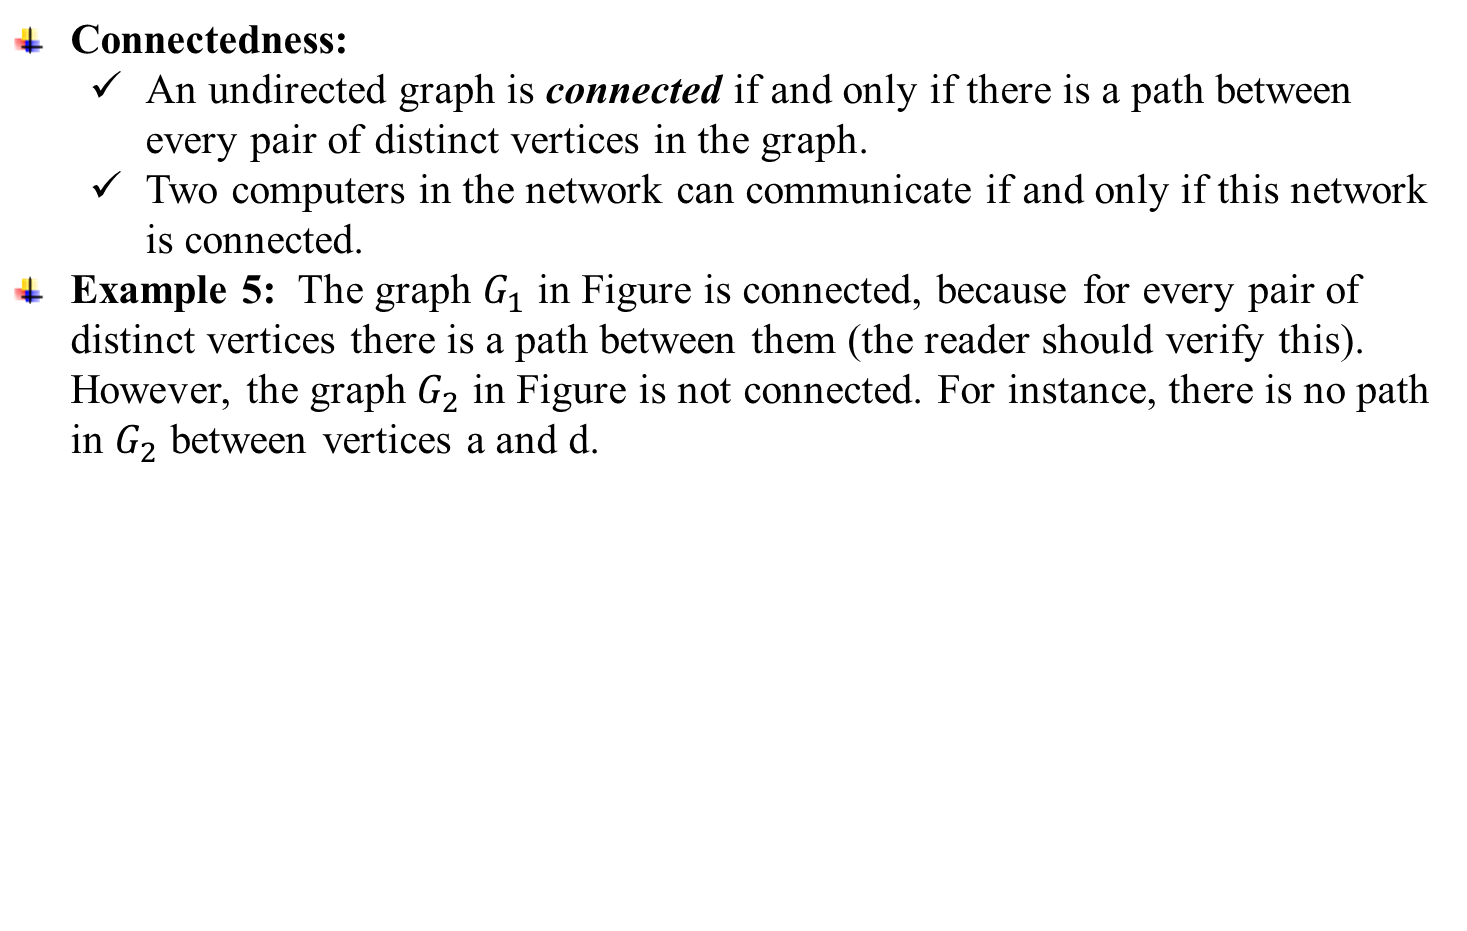 Connectedness:
✓ An undirected graph is connected if and only if there is a path between
every pair of distinct vertices in the graph.
✓ Two computers in the network can communicate if and only if this network
is connected.
Example 5: The graph G₁ in Figure is connected, because for every pair of
distinct vertices there is a path between them (the reader should verify this).
However, the graph G₂ in Figure is not connected. For instance, there is no path
in G₂ between vertices a and d.